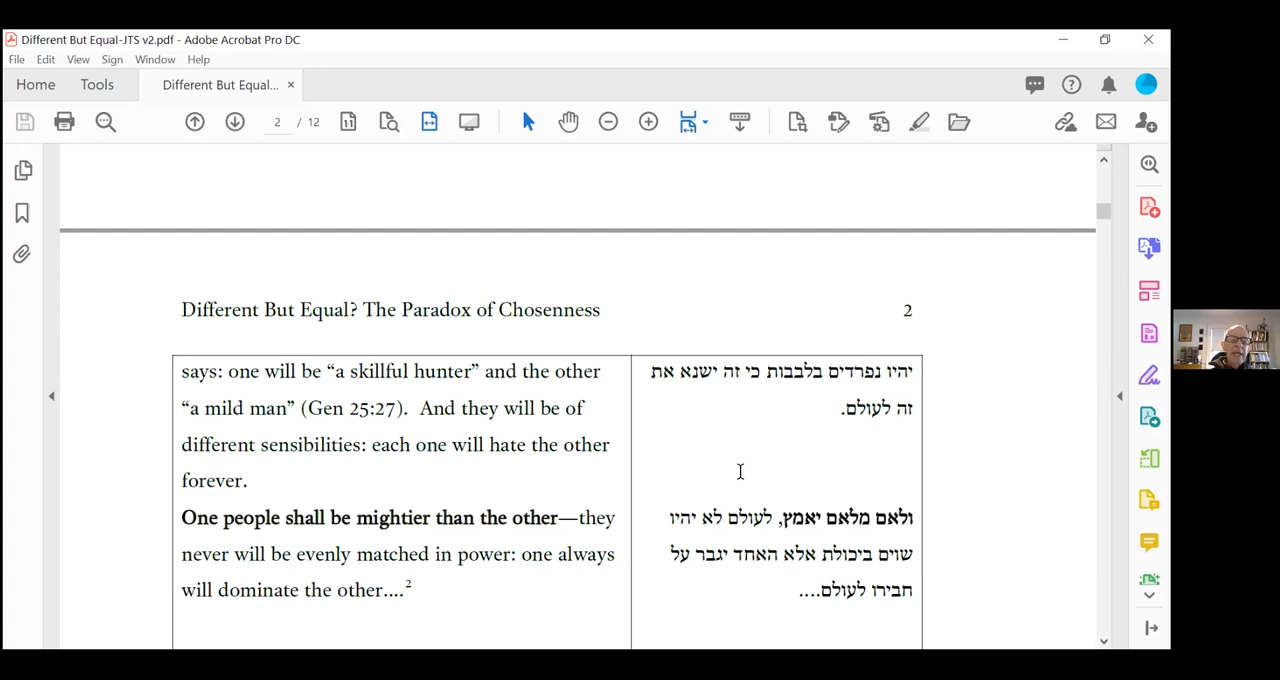 Different But Equal-JTS v2.pdf - Adobe Acrobat Pro DC
File Edit View Sign Window Help
Home Tools Different But Equal... ×
2 / 12
Different But Equal? The Paradox of Chosenness 2
says: one will be “a skillful hunter” and the other
“a mild man” (Gen 25:27). And they will be of
different sensibilities: each one will hate the other
forever.
One people shall be mightier than the other—they
never will be evenly matched in power: one always
will dominate the other....2
יהיו נפרדים בלבבות כי זה ישנא את
זה לעולם.
ולאם מלאם יאמץ, לעולם לא יהיו
שוים ביכולת אלא האחד יגבר על
חבירו לעולם....